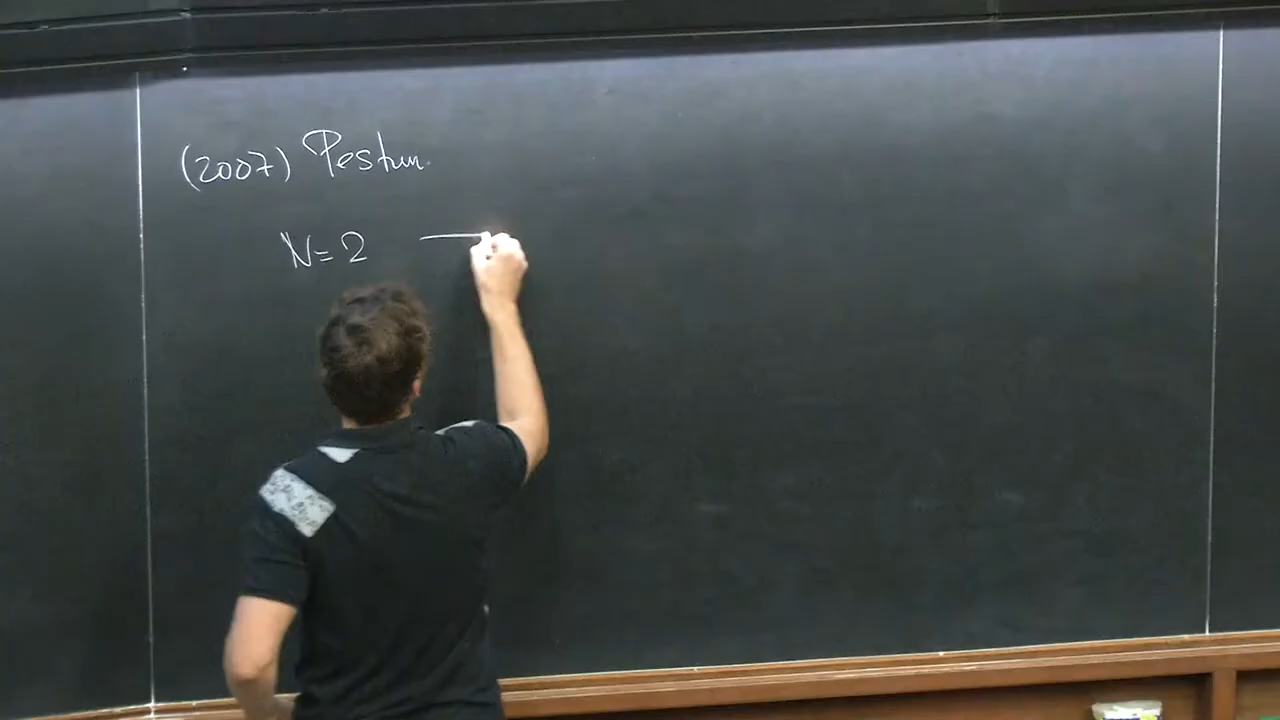 (2007) Pestun.
N=2 —